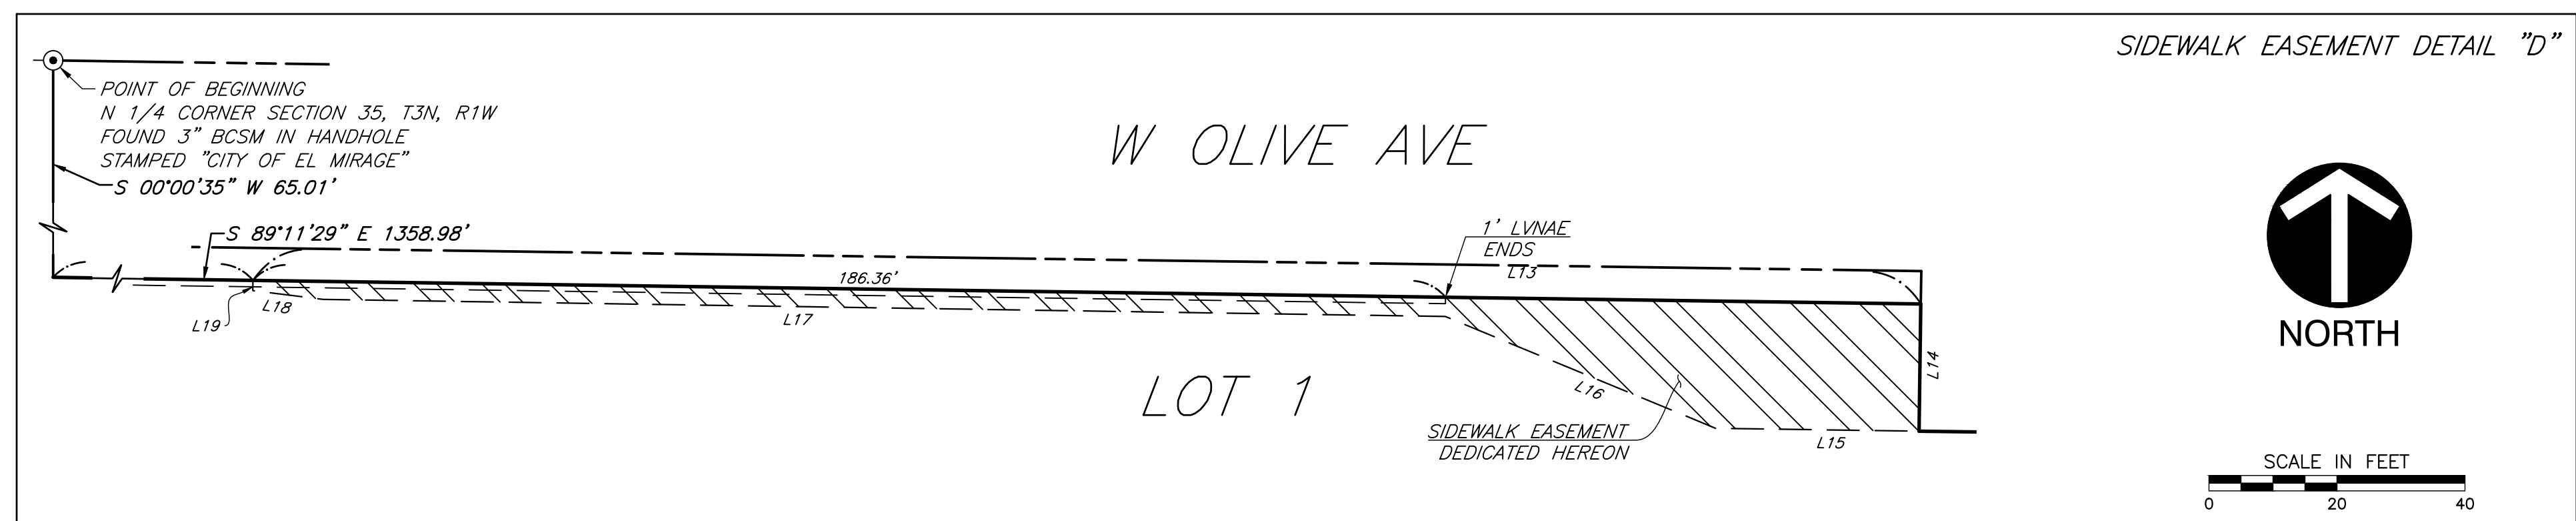 SIDEWALK EASEMENT DETAIL "D"
POINT OF BEGINNING
N 1/4 CORNER SECTION 35, T3N, R1W
FOUND 3" BCSM IN HANDHOLE
STAMPED "CITY OF EL MIRAGE"
S 00°00'35" W 65.01'
W OLIVE AVE
S 89°11'29" E 1358.98'
1' LVNAE
ENDS
L13
186.36'
L19
L18
L17
L16
L14
L15
LOT 1
SIDEWALK EASEMENT
DEDICATED HEREON
NORTH
SCALE IN FEET
0 20 40